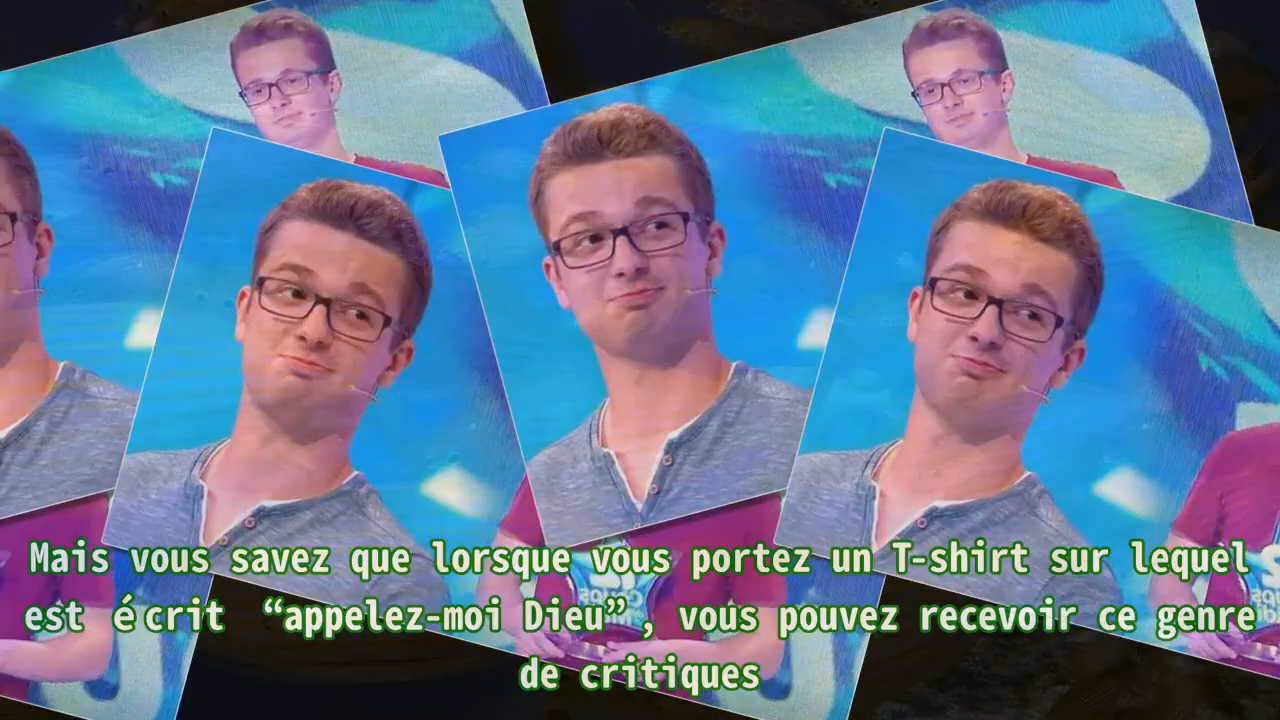 Mais vous savez que lorsque vous portez un T-shirt sur lequel
est écrit “appelez-moi Dieu”, vous pouvez recevoir ce genre
de critiques